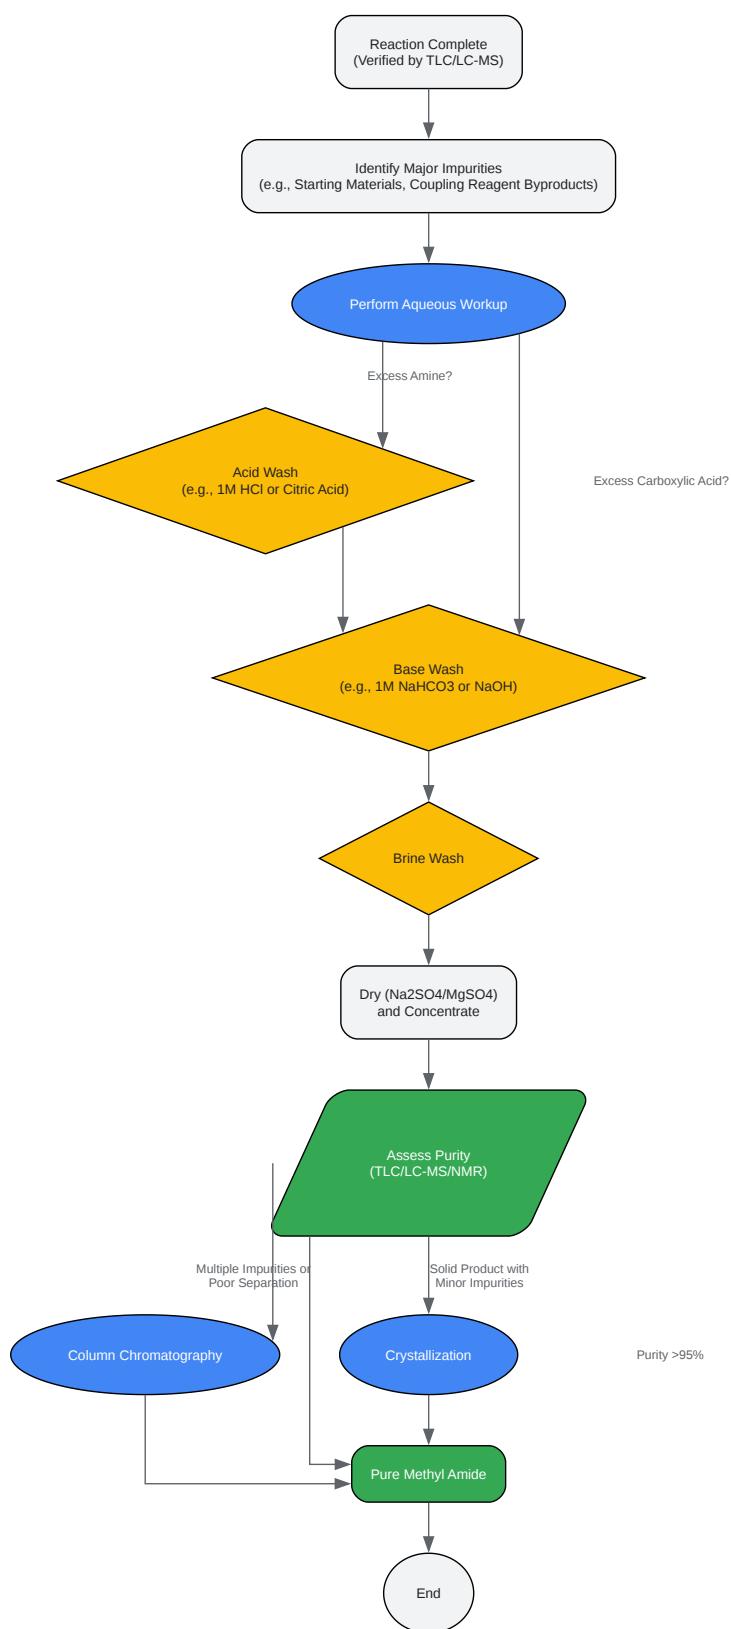 Reaction Complete
(Verified by TLC/LC-MS)
Identify Major Impurities
(e.g., Starting Materials, Coupling Reagent Byproducts)
Perform Aqueous Workup
Excess Amine?
Acid Wash
(e.g., 1M HCl or Citric Acid)
Excess Carboxylic Acid?
Base Wash
(e.g., 1M NaHCO3 or NaOH)
Brine Wash
Dry (Na2SO4/MgSO4)
and Concentrate
Assess Purity
(TLC/LC-MS/NMR)
Multiple Impurities or
Poor Separation
Solid Product with
Minor Impurities
Column Chromatography
Crystallization
Purity >95%
Pure Methyl Amide
End